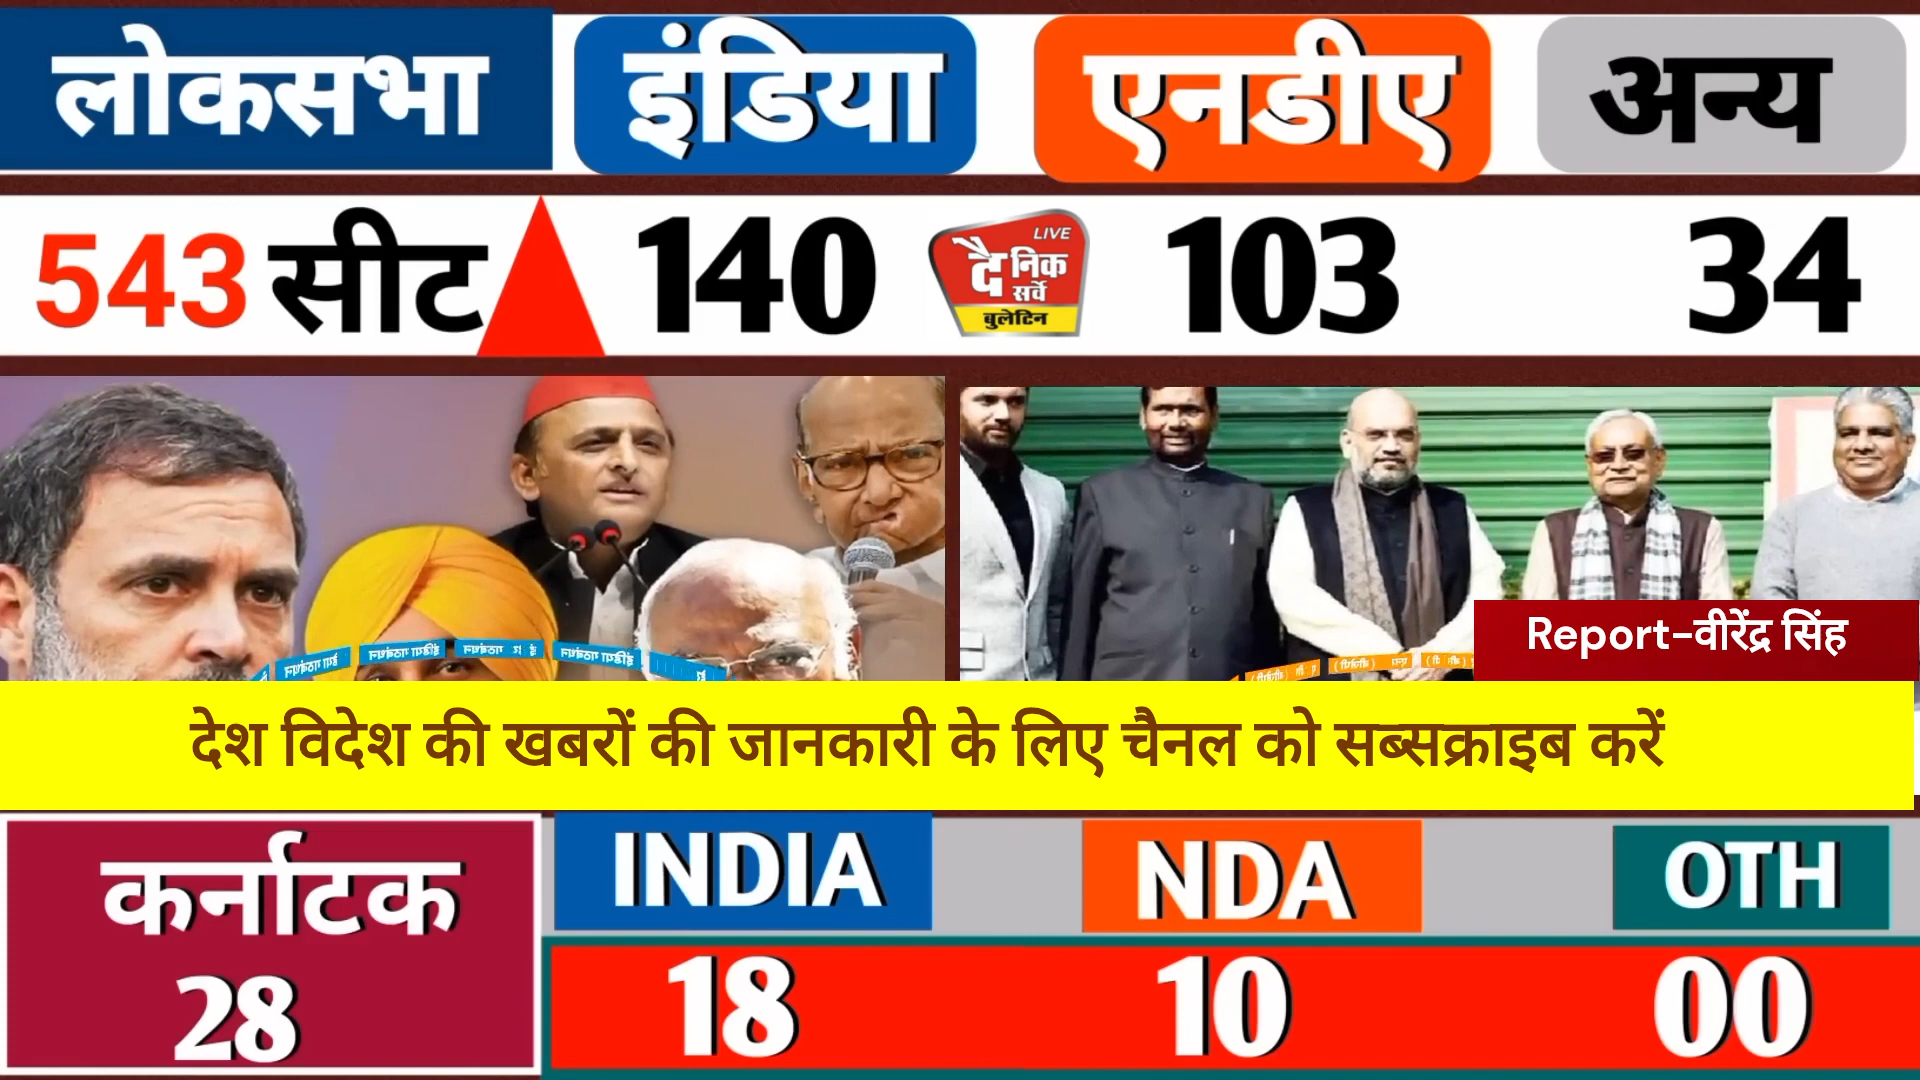 लोकसभा इंडिया एनडीए अन्य
543 सीट 140 103 34
LIVE
दैनिक
सर्वे
बुलेटिन
Report-वीरेंद्र सिंह
देश विदेश की खबरों की जानकारी के लिए चैनल को सब्सक्राइब करें
कर्नाटक INDIA NDA OTH
28 18 10 00